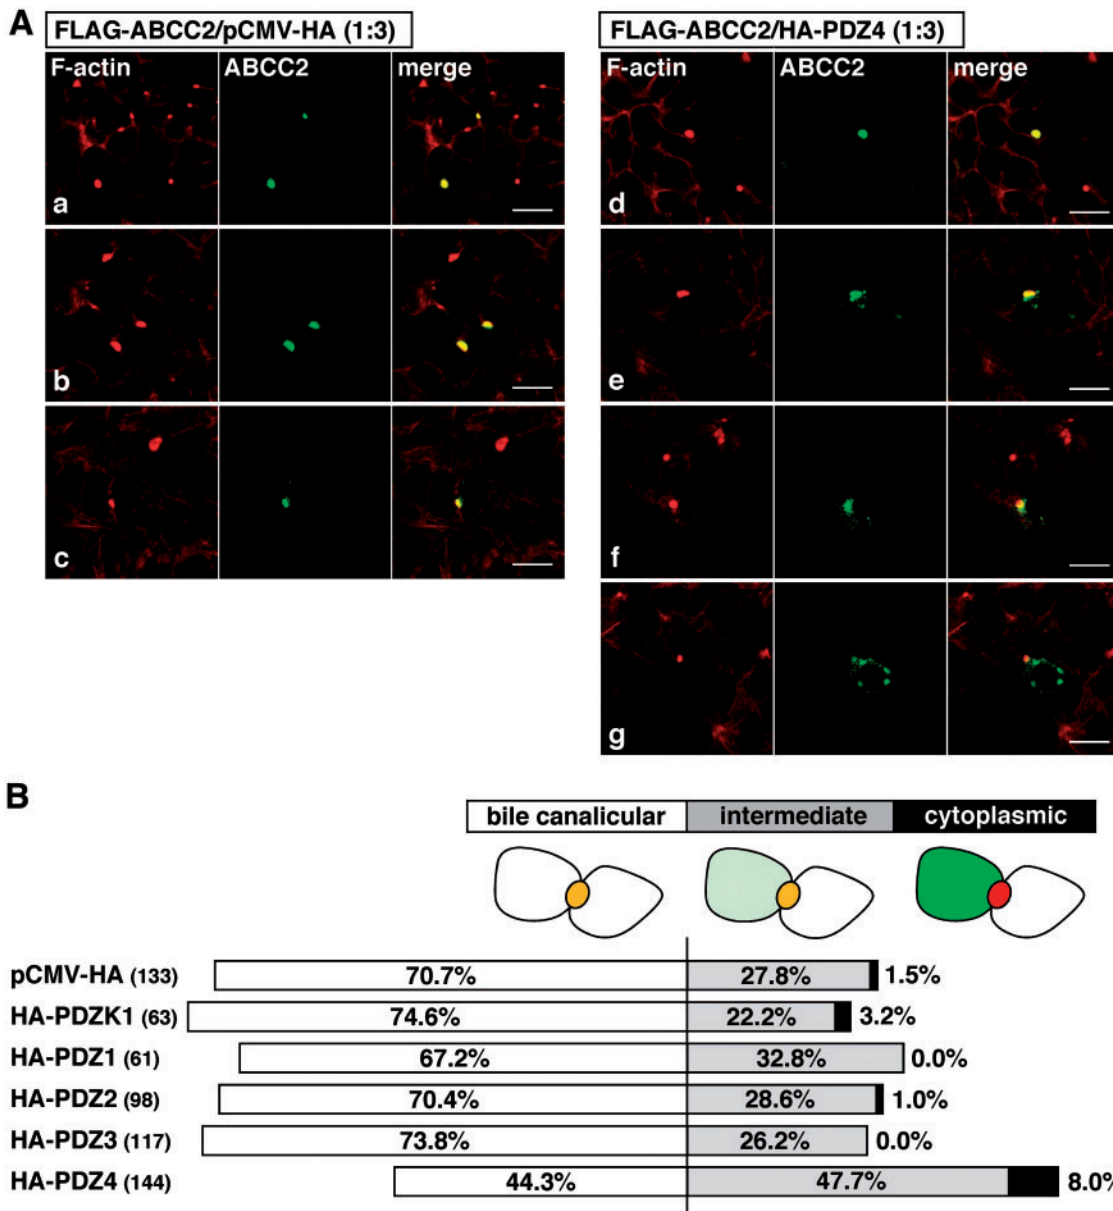 A
FLAG-ABCC2/pCMV-HA (1:3)
F-actin ABCC2 merge
a
b
c
FLAG-ABCC2/HA-PDZ4 (1:3)
F-actin ABCC2 merge
d
e
f
g
B
bile canalicular intermediate cytoplasmic
pCMV-HA (133) 70.7% 27.8% 1.5%
HA-PDZK1 (63) 74.6% 22.2% 3.2%
HA-PDZ1 (61) 67.2% 32.8% 0.0%
HA-PDZ2 (98) 70.4% 28.6% 1.0%
HA-PDZ3 (117) 73.8% 26.2% 0.0%
HA-PDZ4 (144) 44.3% 47.7% 8.0%